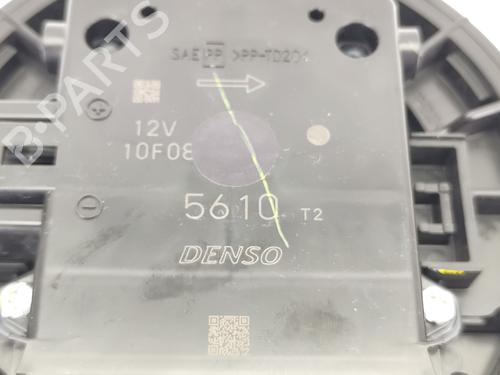 SAE PP >PP-TD20<
12V
10F08
5610 T2
DENSO
B-PARTS